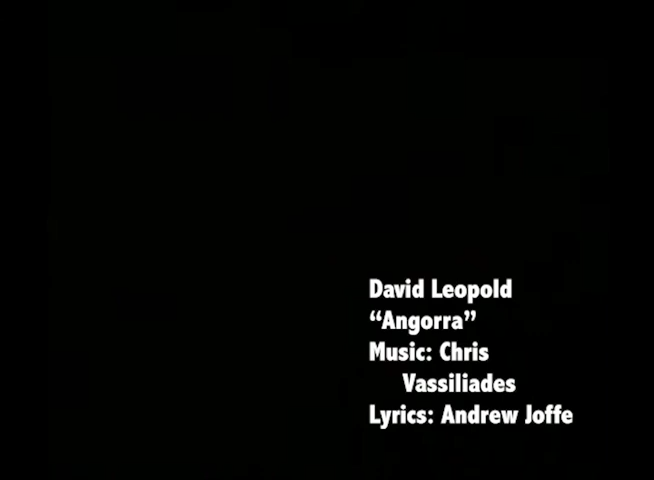 David Leopold
“Angorra”
Music: Chris
Vassiliades
Lyrics: Andrew Joffe